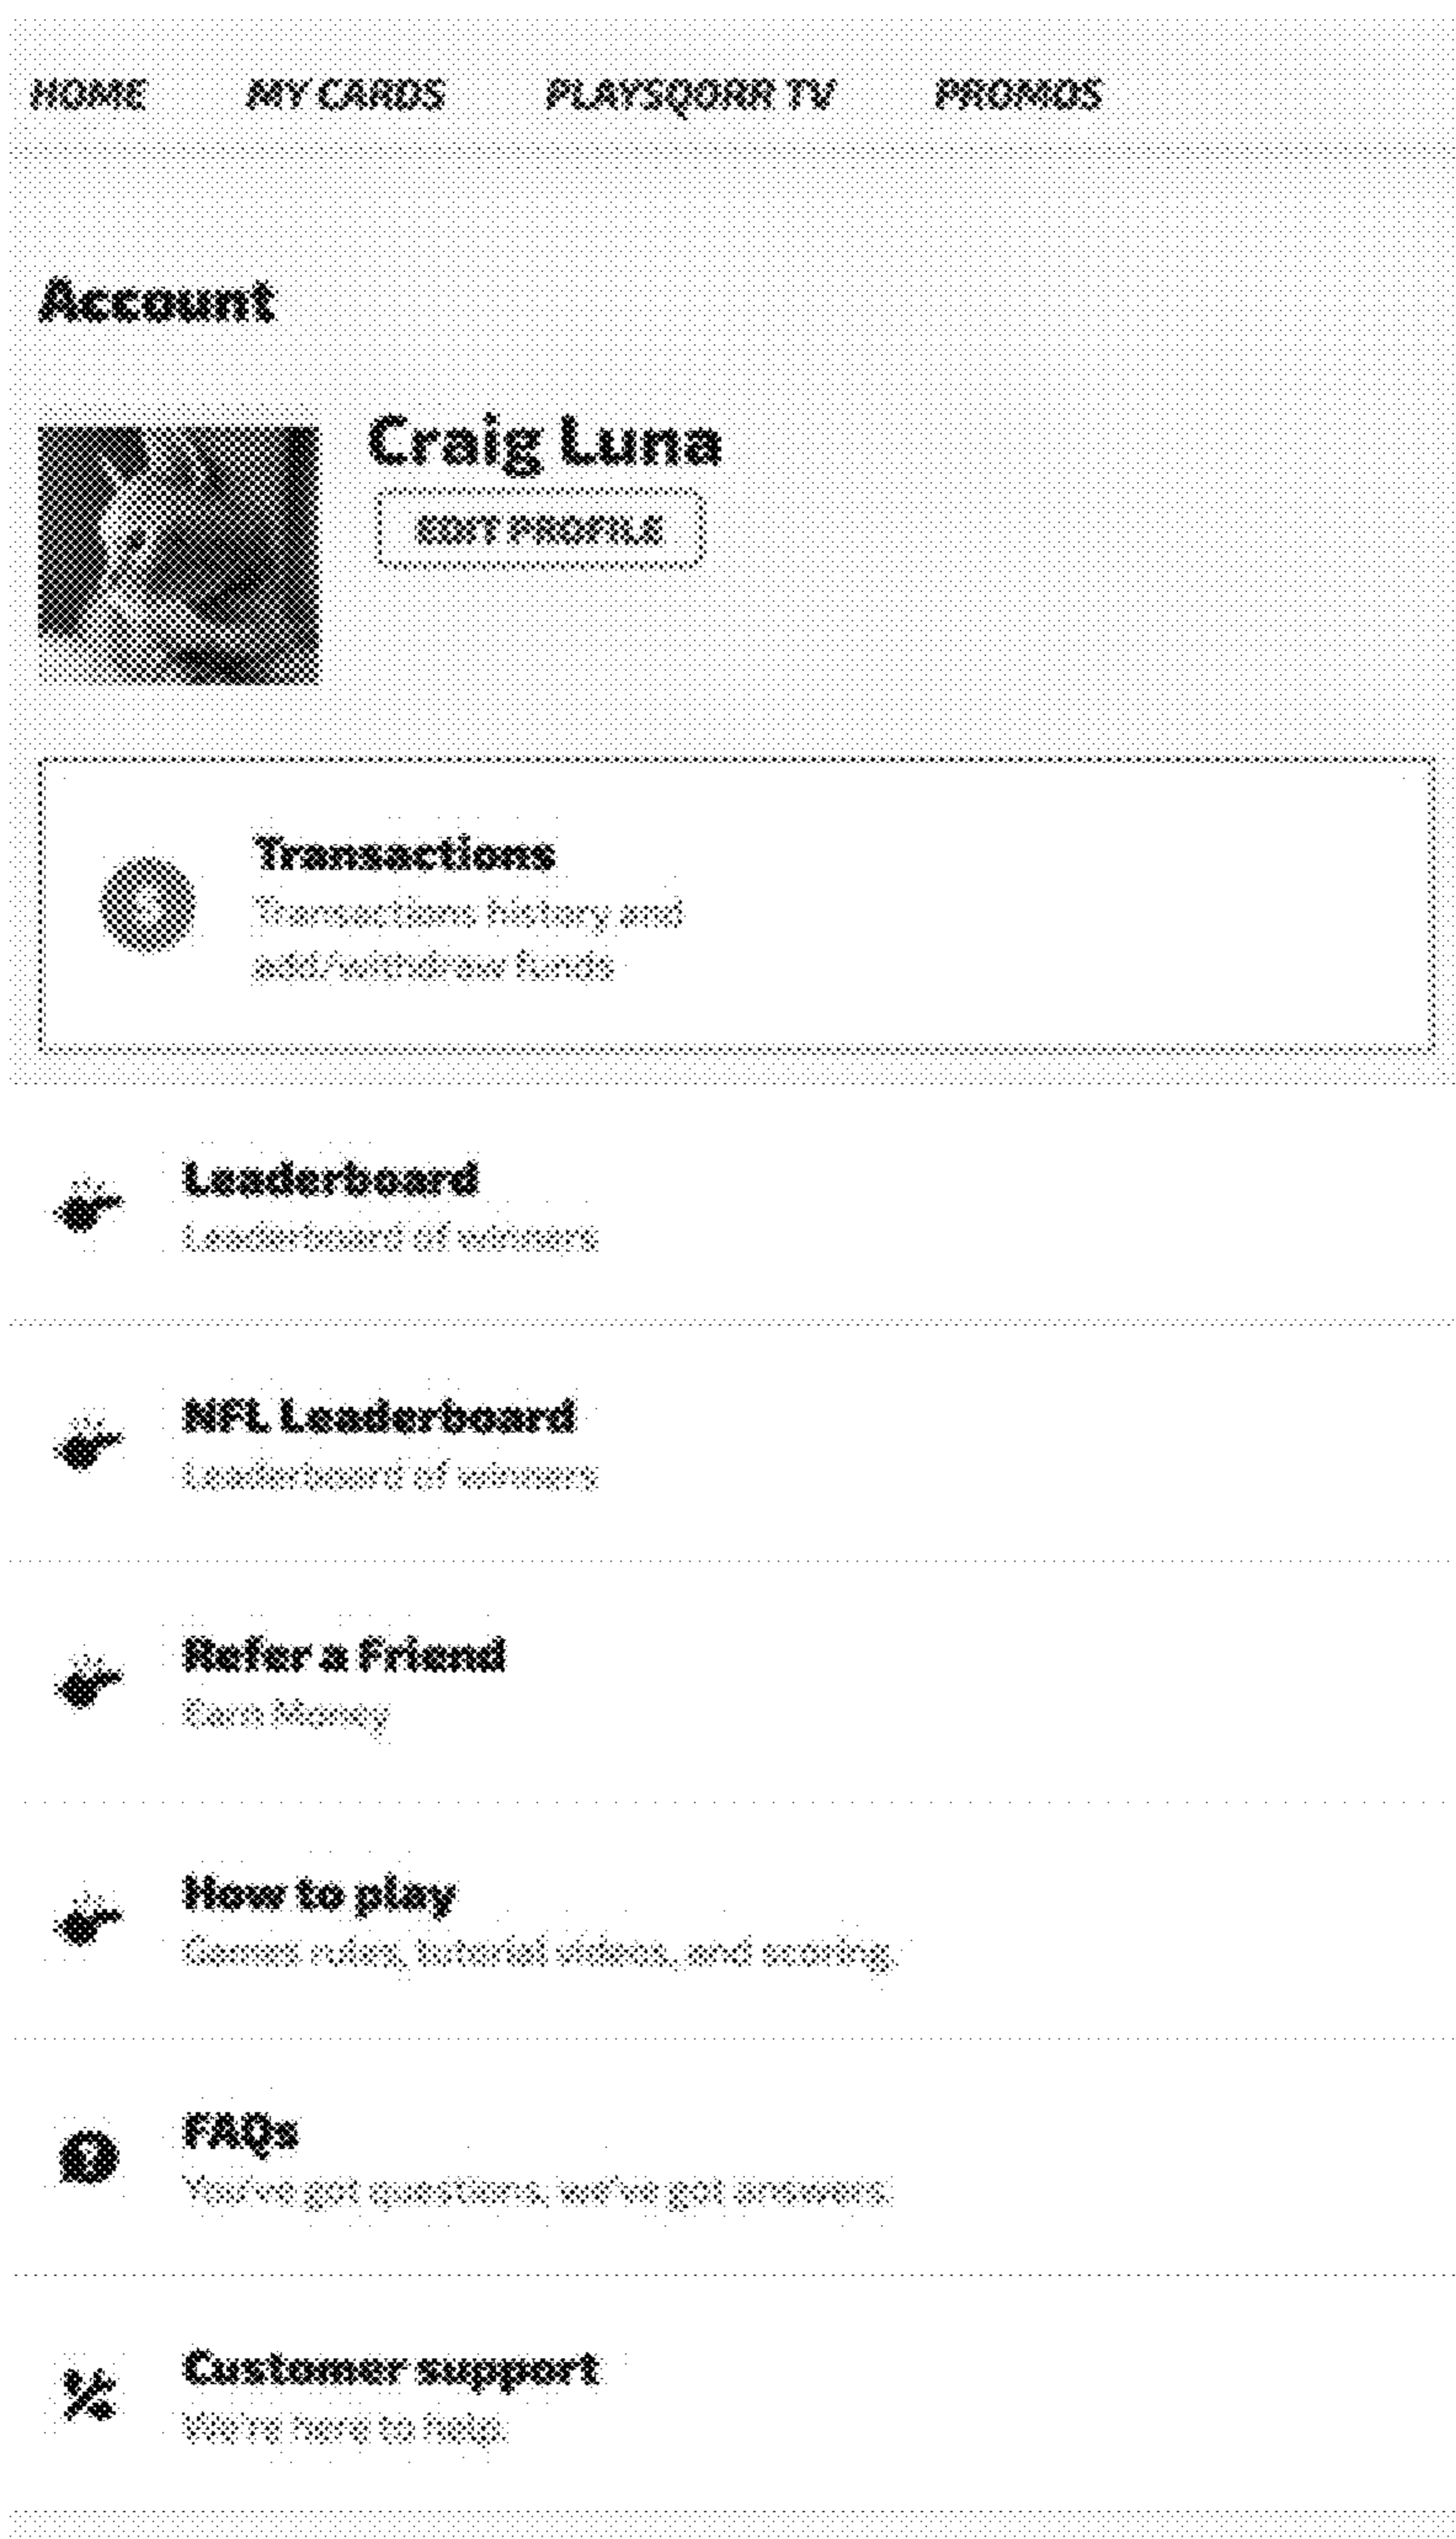 HOME MY CARDS PLAYSQORR TV PROMOS
Account
Craig Luna
EDIT PROFILE
Transactions
Transactions history and
add/withdraw funds
Leaderboard
Leaderboard of winners
NFL Leaderboard
Leaderboard of winners
Refer a Friend
Earn Money
How to play
Games rules, tutorial videos, and scoring.
FAQs
You've got questions, we've got answers.
Customer support
We're here to help.